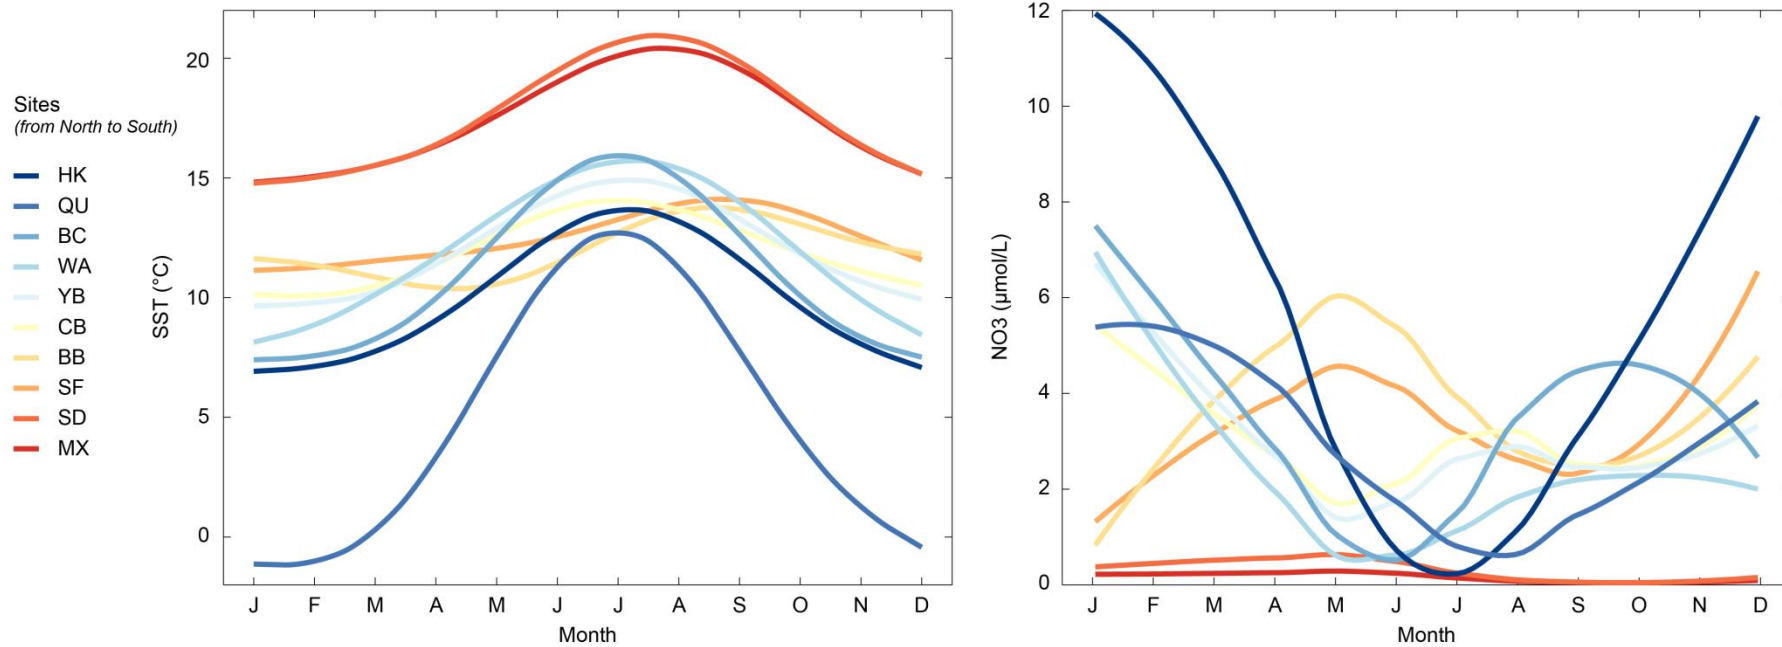 Sites
(from North to South)
HK
QU
BC
WA
YB
CB
BB
SF
SD
MX
SST (°C)
20
15
10
5
0
J F M A M J J A S O N D
Month
NO3 (µmol/L)
12
10
8
6
4
2
0
J F M A M J J A S O N D
Month